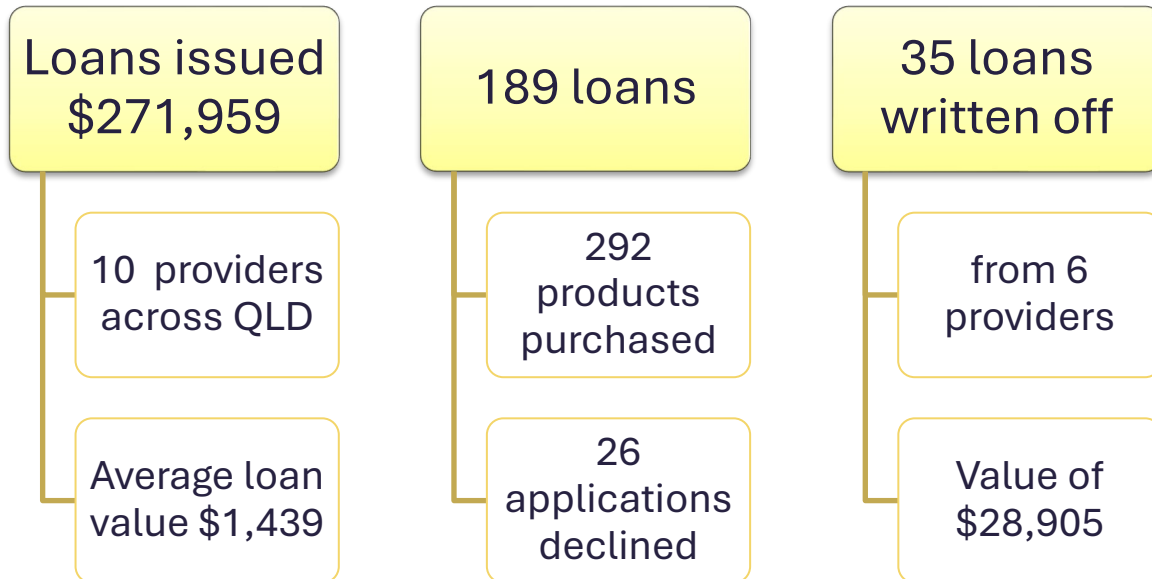 Loans issued
$271,959
10 providers
across QLD
Average loan
value $1,439
189 loans
292
products
purchased
26
applications
declined
35 loans
written off
from 6
providers
Value of
$28,905